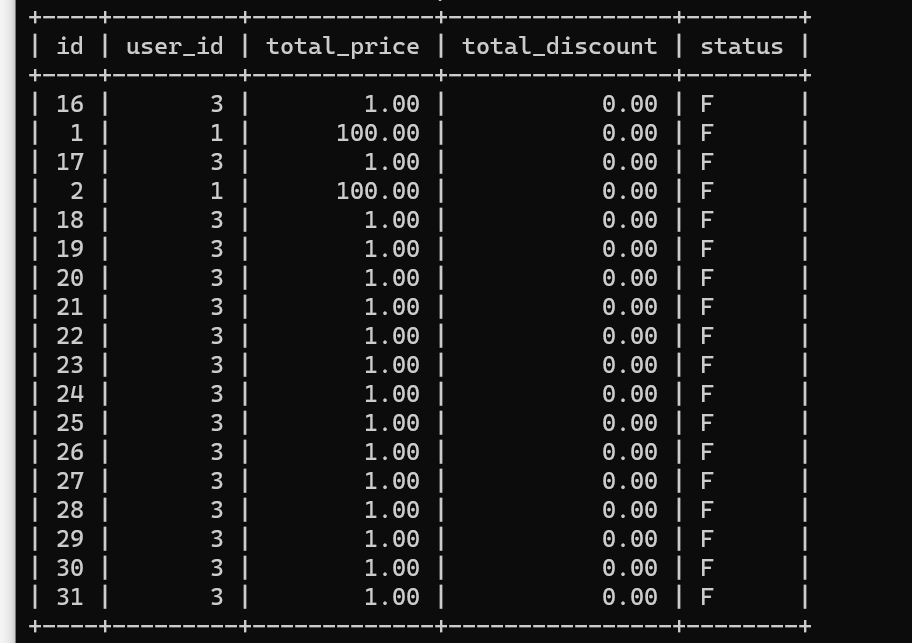 +----+---------+-------------+----------------+--------+
| id | user_id | total_price | total_discount | status |
+----+---------+-------------+----------------+--------+
| 16 |       3 |        1.00 |           0.00 | F      |
|  1 |       1 |      100.00 |           0.00 | F      |
| 17 |       3 |        1.00 |           0.00 | F      |
|  2 |       1 |      100.00 |           0.00 | F      |
| 18 |       3 |        1.00 |           0.00 | F      |
| 19 |       3 |        1.00 |           0.00 | F      |
| 20 |       3 |        1.00 |           0.00 | F      |
| 21 |       3 |        1.00 |           0.00 | F      |
| 22 |       3 |        1.00 |           0.00 | F      |
| 23 |       3 |        1.00 |           0.00 | F      |
| 24 |       3 |        1.00 |           0.00 | F      |
| 25 |       3 |        1.00 |           0.00 | F      |
| 26 |       3 |        1.00 |           0.00 | F      |
| 27 |       3 |        1.00 |           0.00 | F      |
| 28 |       3 |        1.00 |           0.00 | F      |
| 29 |       3 |        1.00 |           0.00 | F      |
| 30 |       3 |        1.00 |           0.00 | F      |
| 31 |       3 |        1.00 |           0.00 | F      |
+----+---------+-------------+----------------+--------+